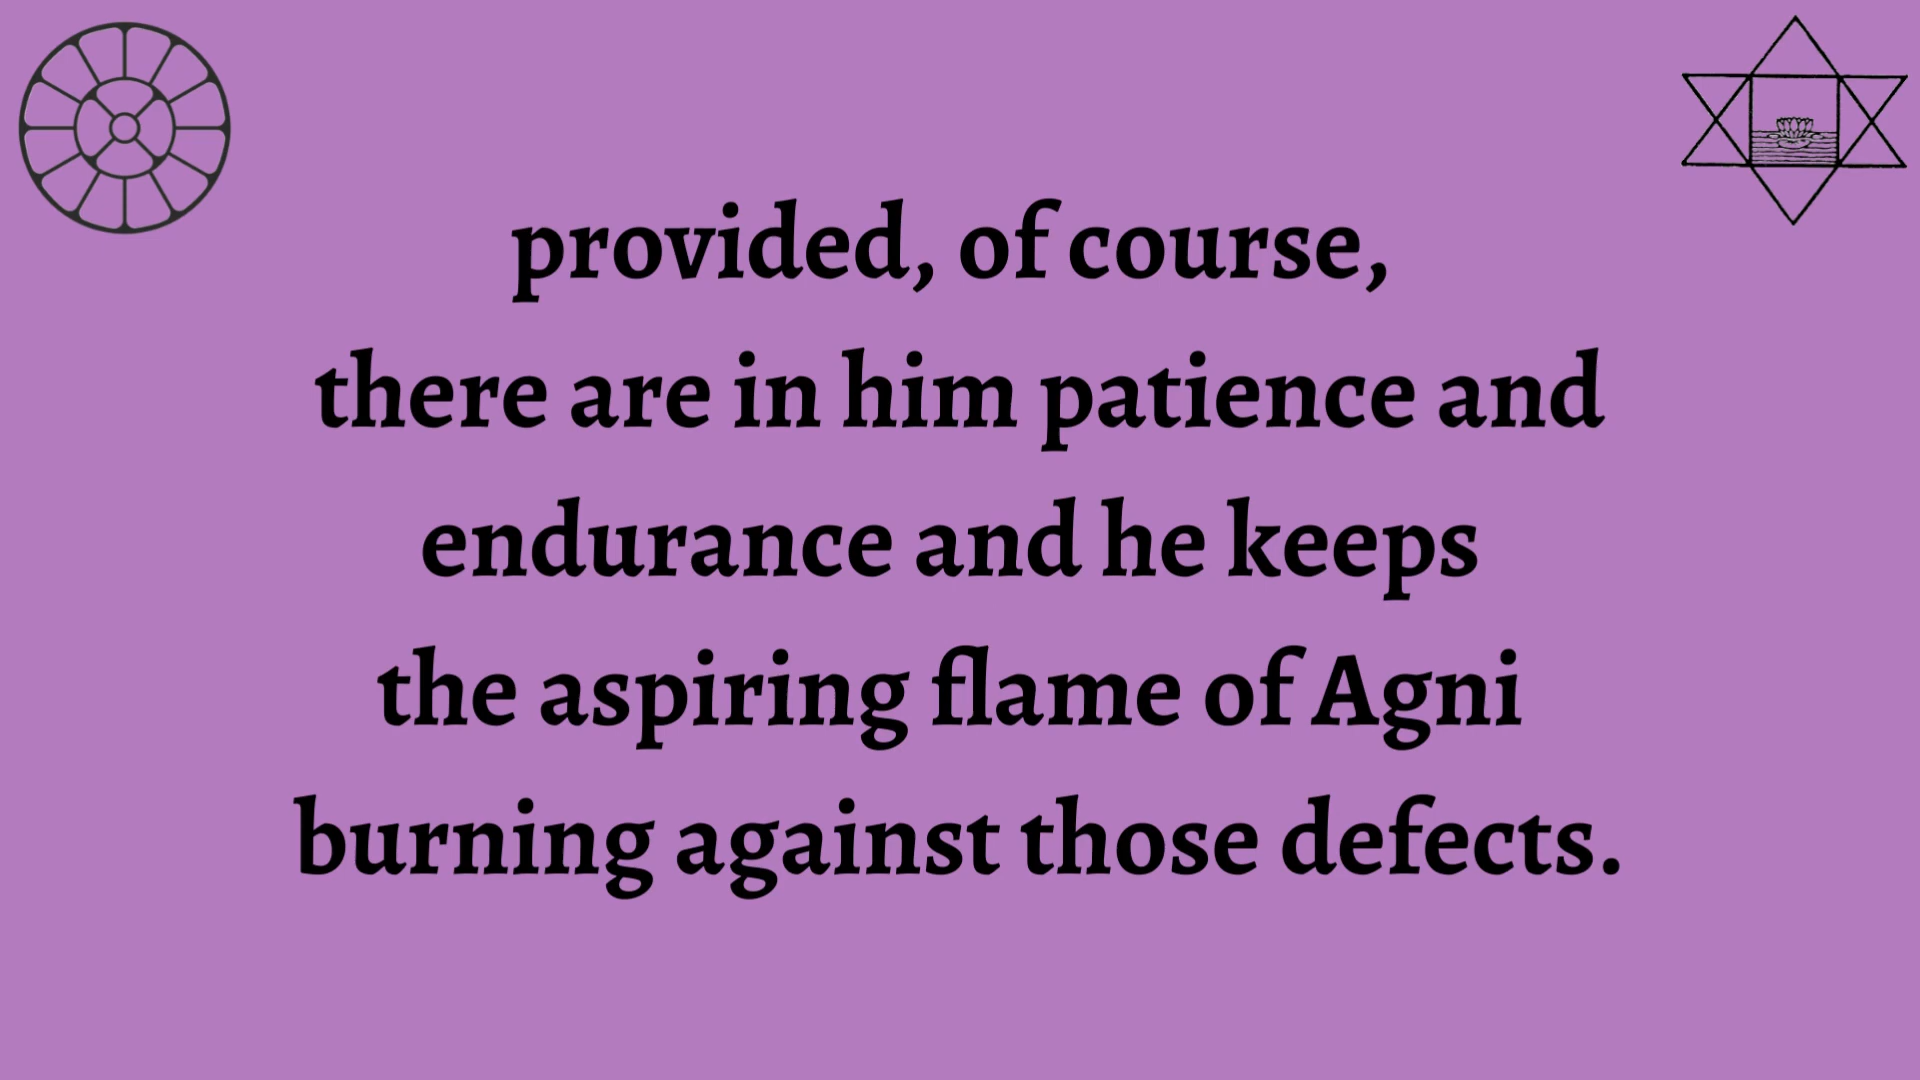 provided, of course,
there are in him patience and
endurance and he keeps
the aspiring flame of Agni
burning against those defects.